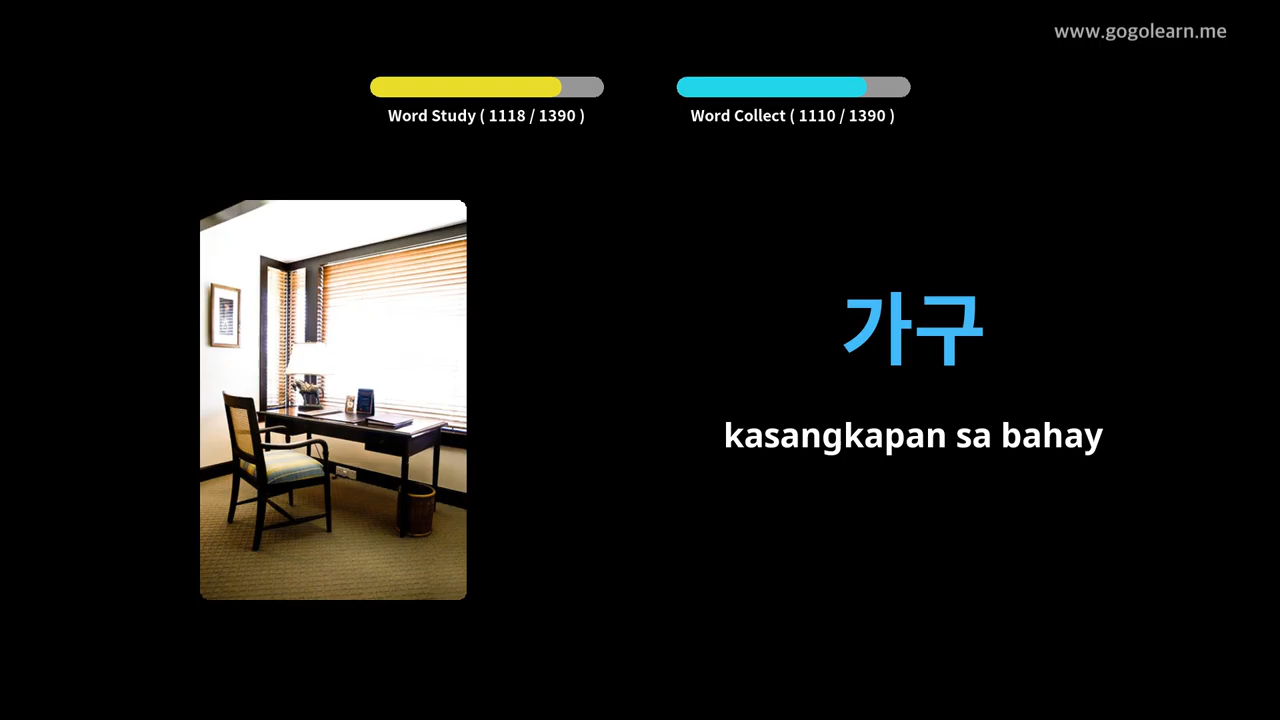 www.gogolearn.me
Word Study ( 1118 / 1390 )
Word Collect ( 1110 / 1390 )
가구
kasangkapan sa bahay